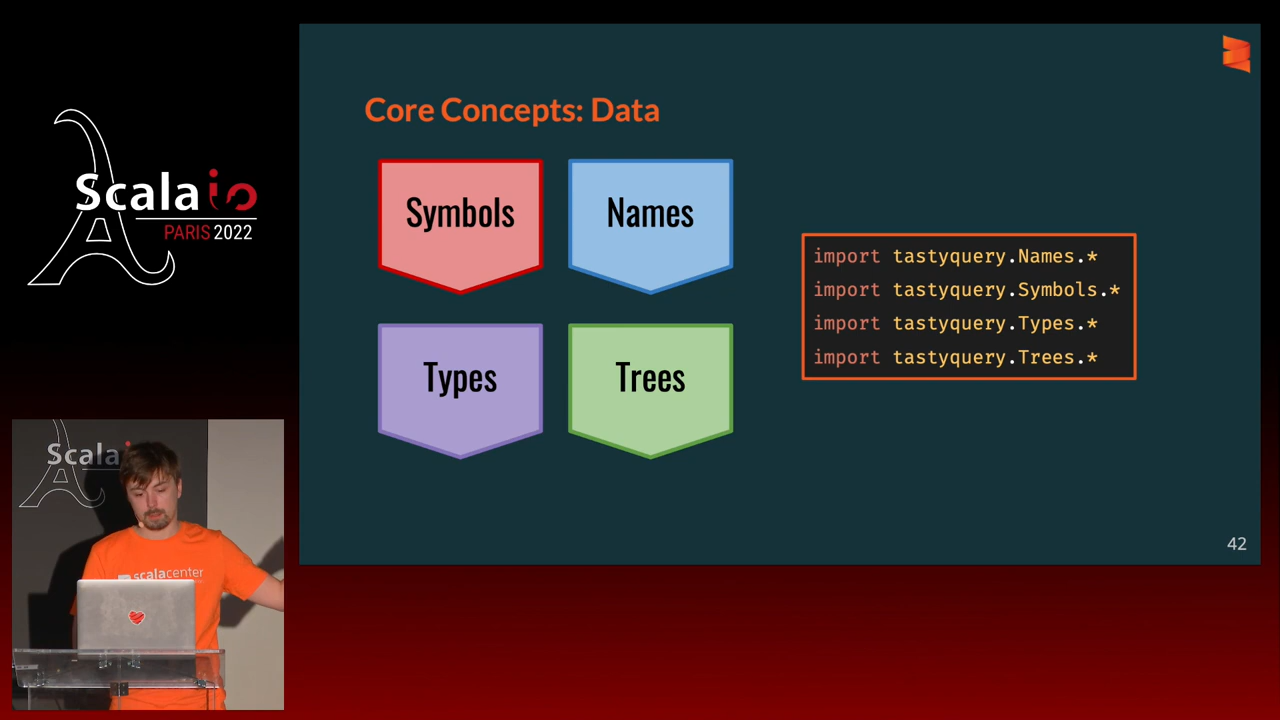 Scala io
PARIS 2022
Core Concepts: Data
Symbols
Names
Types
Trees
import tastyquery.Names.*
import tastyquery.Symbols.*
import tastyquery.Types.*
import tastyquery.Trees.*
42
Scala
scalacenter